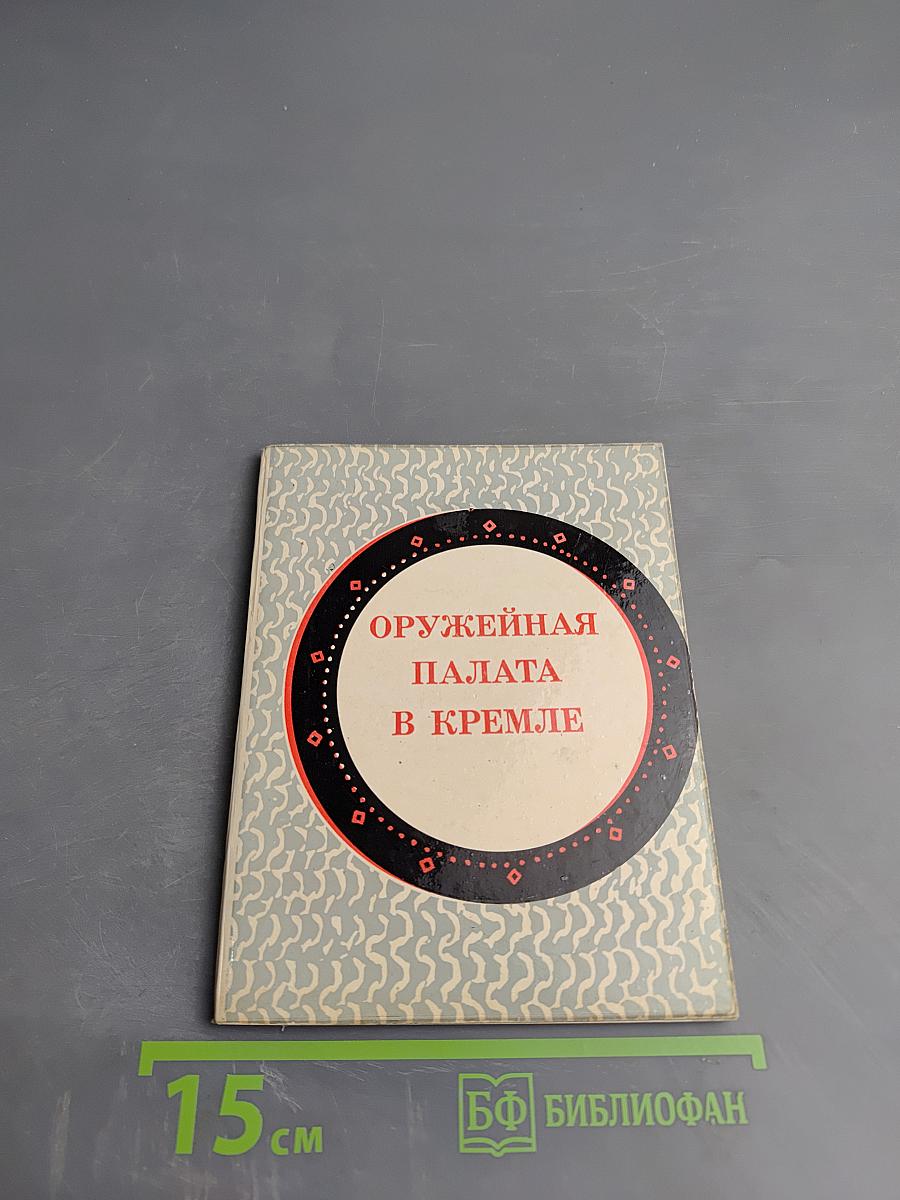 ОРУЖЕЙНАЯ
ПАЛАТА
В КРЕМЛЕ
15 см
БФ БИБЛИОФАН